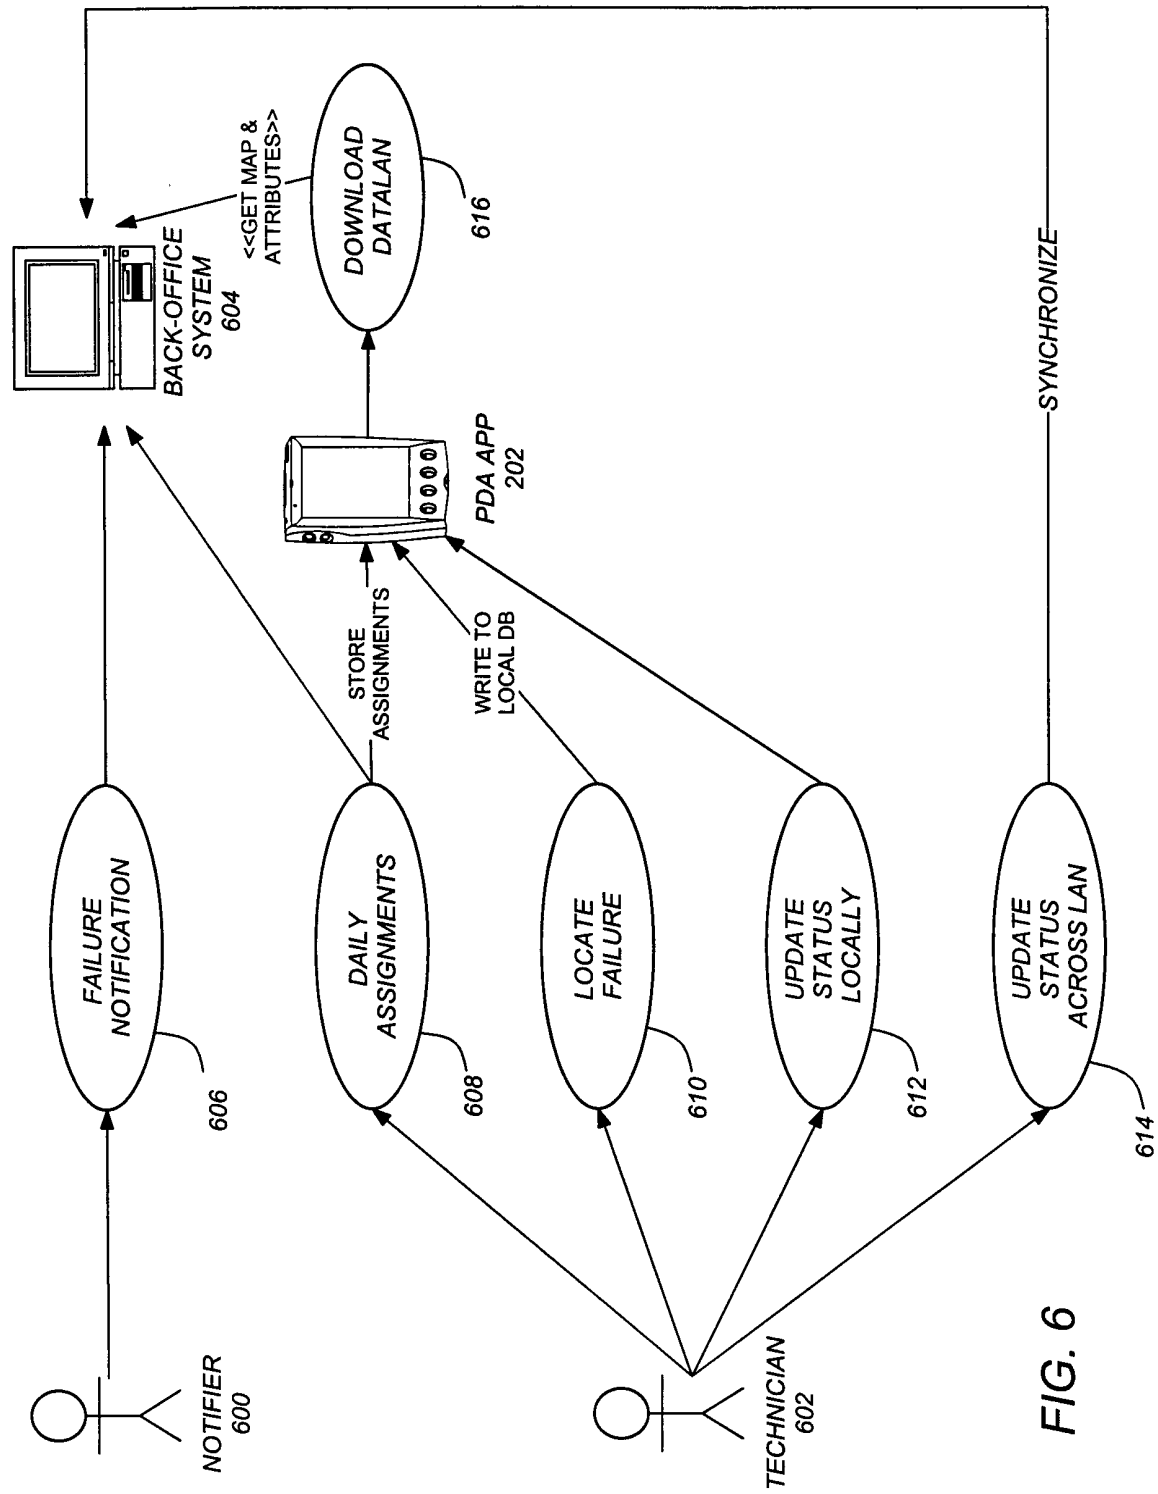 NOTIFIER
600
FAILURE
NOTIFICATION
606
BACK-OFFICE
SYSTEM
604
TECHNICIAN
602
DAILY
ASSIGNMENTS
608
STORE
ASSIGNMENTS
LOCATE
FAILURE
610
WRITE TO
LOCAL DB
PDA APP
202
<<GET MAP &
ATTRIBUTES>>
DOWNLOAD
DATALAN
616
UPDATE
STATUS
LOCALLY
612
UPDATE
STATUS
ACROSS LAN
614
SYNCHRONIZE
FIG. 6